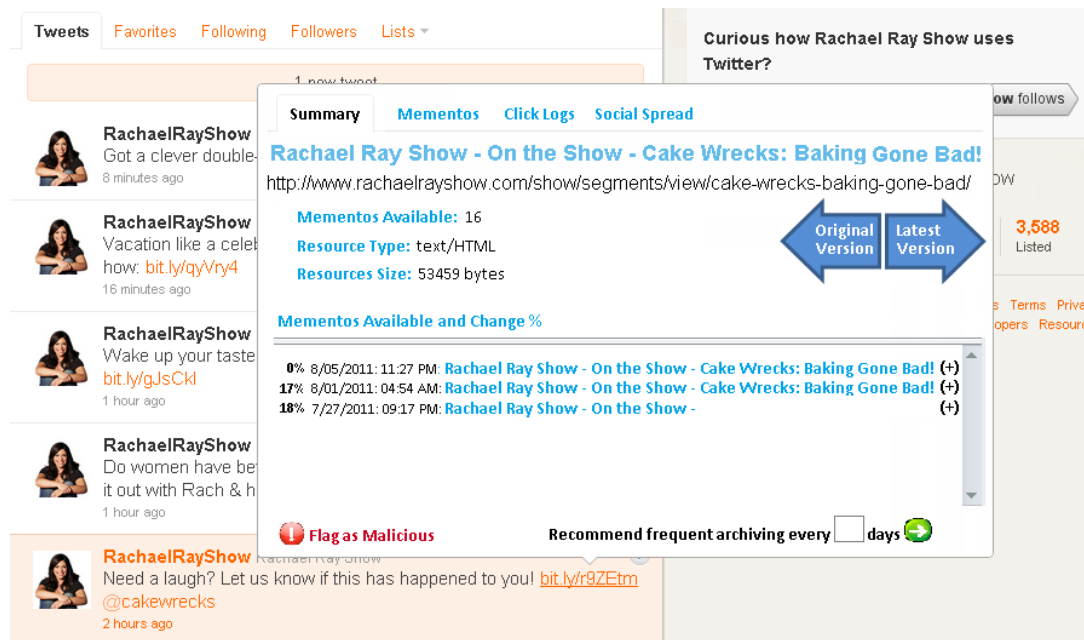 Tweets Favorites Following Followers Lists
1 new tweet
RachaelRayShow
Got a clever double-
8 minutes ago
RachaelRayShow
Vacation like a celeb
how: bit.ly/qyVry4
16 minutes ago
RachaelRayShow
Wake up your taste
bit.ly/gJsCkl
1 hour ago
RachaelRayShow
Do women have be
it out with Rach & h
1 hour ago
RachaelRayShow Rachael Ray Show
Need a laugh? Let us know if this has happened to you! bit.ly/r9ZEtm
@cakewrecks
2 hours ago
Summary Mementos Click Logs Social Spread
Rachael Ray Show - On the Show - Cake Wrecks: Baking Gone Bad!
http://www.rachaelrayshow.com/show/segments/view/cake-wrecks-baking-gone-bad/
Mementos Available: 16
Resource Type: text/HTML
Resources Size: 53459 bytes
Original Version
Latest Version
Mementos Available and Change %
0% 8/05/2011: 11:27 PM: Rachael Ray Show - On the Show - Cake Wrecks: Baking Gone Bad! (+)
17% 8/01/2011: 04:54 AM: Rachael Ray Show - On the Show - Cake Wrecks: Baking Gone Bad! (+)
18% 7/27/2011: 09:17 PM: Rachael Ray Show - On the Show - (+)
Flag as Malicious
Recommend frequent archiving every days
Curious how Rachael Ray Show uses
Twitter?
ow follows
ow
3,588
Listed
s Terms Priva
opers Resour